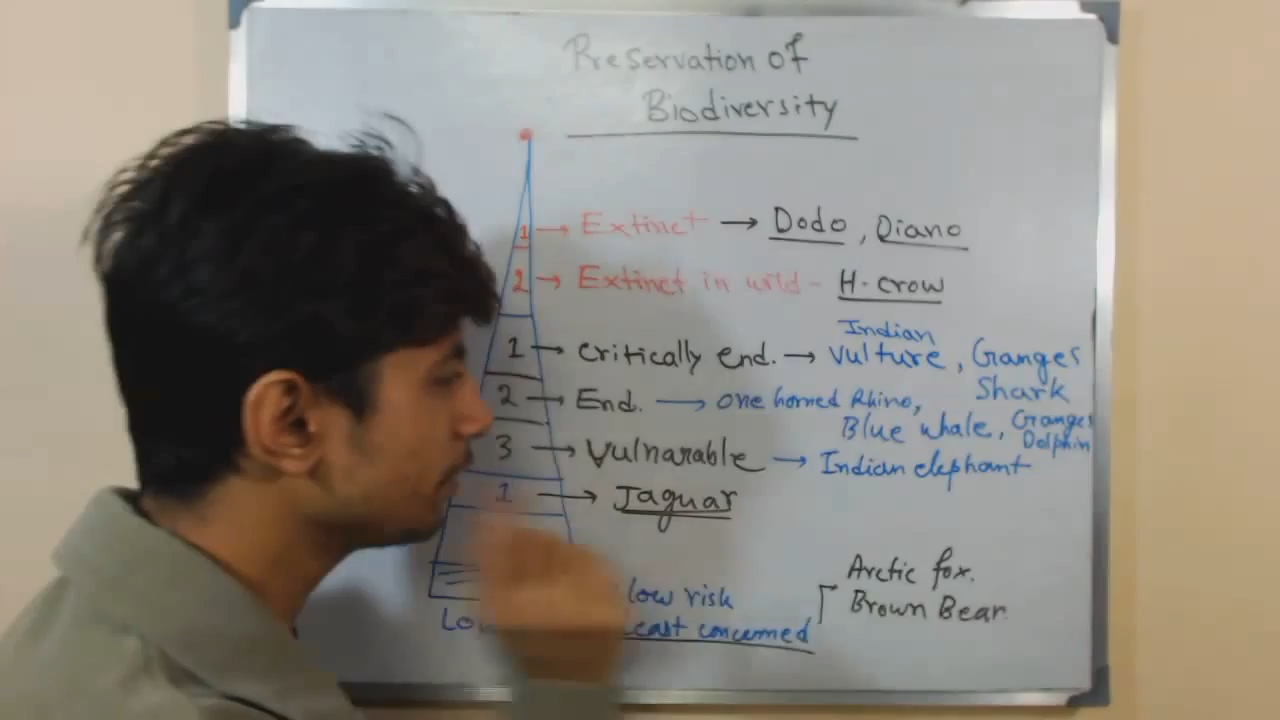 Preservation of
Biodiversity
1 → Extinct → Dodo, Diano
2 → Extinct in wild - H. crow
Indian
1 → critically end. → vulture, Ganges
Shark
2 → End. → one horned Rhino,
Blue whale, Ganges
Dolphin
3 → Vulnarable → Indian elephant
1 → Jaguar
Arctic fox.
low risk
Brown Bear
concerned